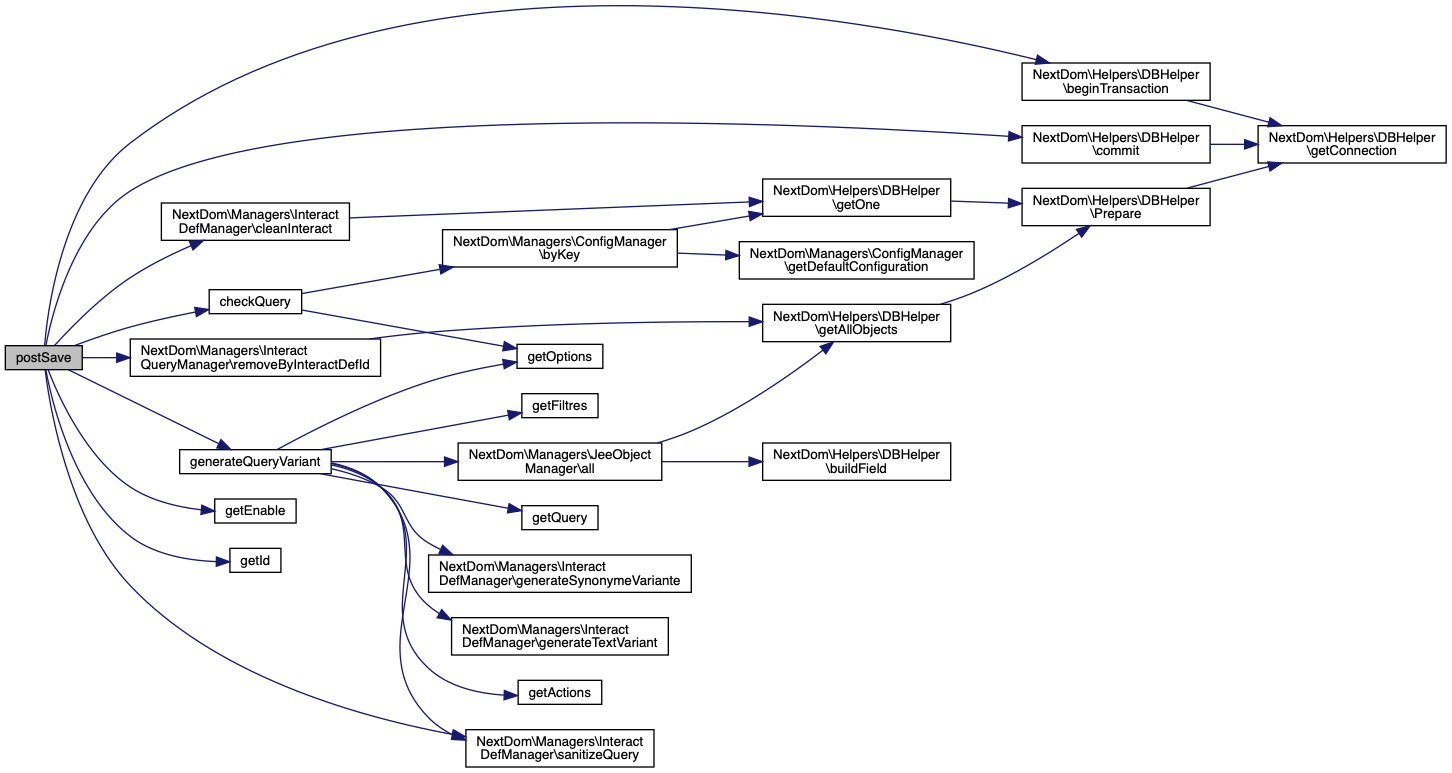 postSave
NextDom\Helpers\DBHelper
\beginTransaction
NextDom\Helpers\DBHelper
\commit
NextDom\Helpers\DBHelper
\getConnection
NextDom\Managers\Interact
DefManager\cleanInteract
NextDom\Helpers\DBHelper
\getOne
NextDom\Helpers\DBHelper
\Prepare
NextDom\Managers\ConfigManager
\byKey
NextDom\Managers\ConfigManager
\getDefaultConfiguration
checkQuery
NextDom\Helpers\DBHelper
\getAllObjects
NextDom\Managers\Interact
QueryManager\removeByInteractDefId
getOptions
getFiltres
generateQueryVariant
NextDom\Managers\JeeObject
Manager\all
NextDom\Helpers\DBHelper
\buildField
getEnable
getQuery
getId
NextDom\Managers\Interact
DefManager\generateSynonymeVariante
NextDom\Managers\Interact
DefManager\generateTextVariant
getActions
NextDom\Managers\Interact
DefManager\sanitizeQuery